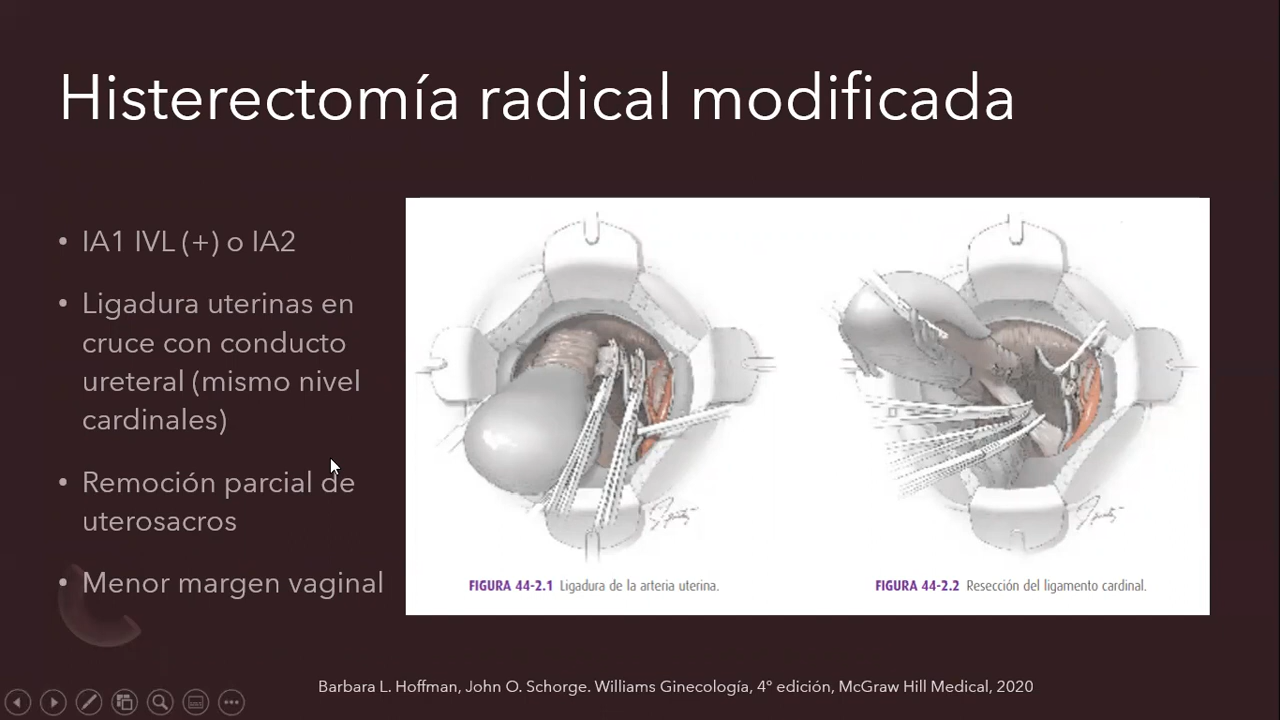 Histerectomía radical modificada
• IA1 IVL (+) o IA2
• Ligadura uterinas en
cruce con conducto
ureteral (mismo nivel
cardinales)
• Remoción parcial de
uterosacros
• Menor margen vaginal
FIGURA 44-2.1 Ligadura de la arteria uterina.
FIGURA 44-2.2 Resección del ligamento cardinal.
Barbara L. Hoffman, John O. Schorge. Williams Ginecología, 4° edición, McGraw Hill Medical, 2020